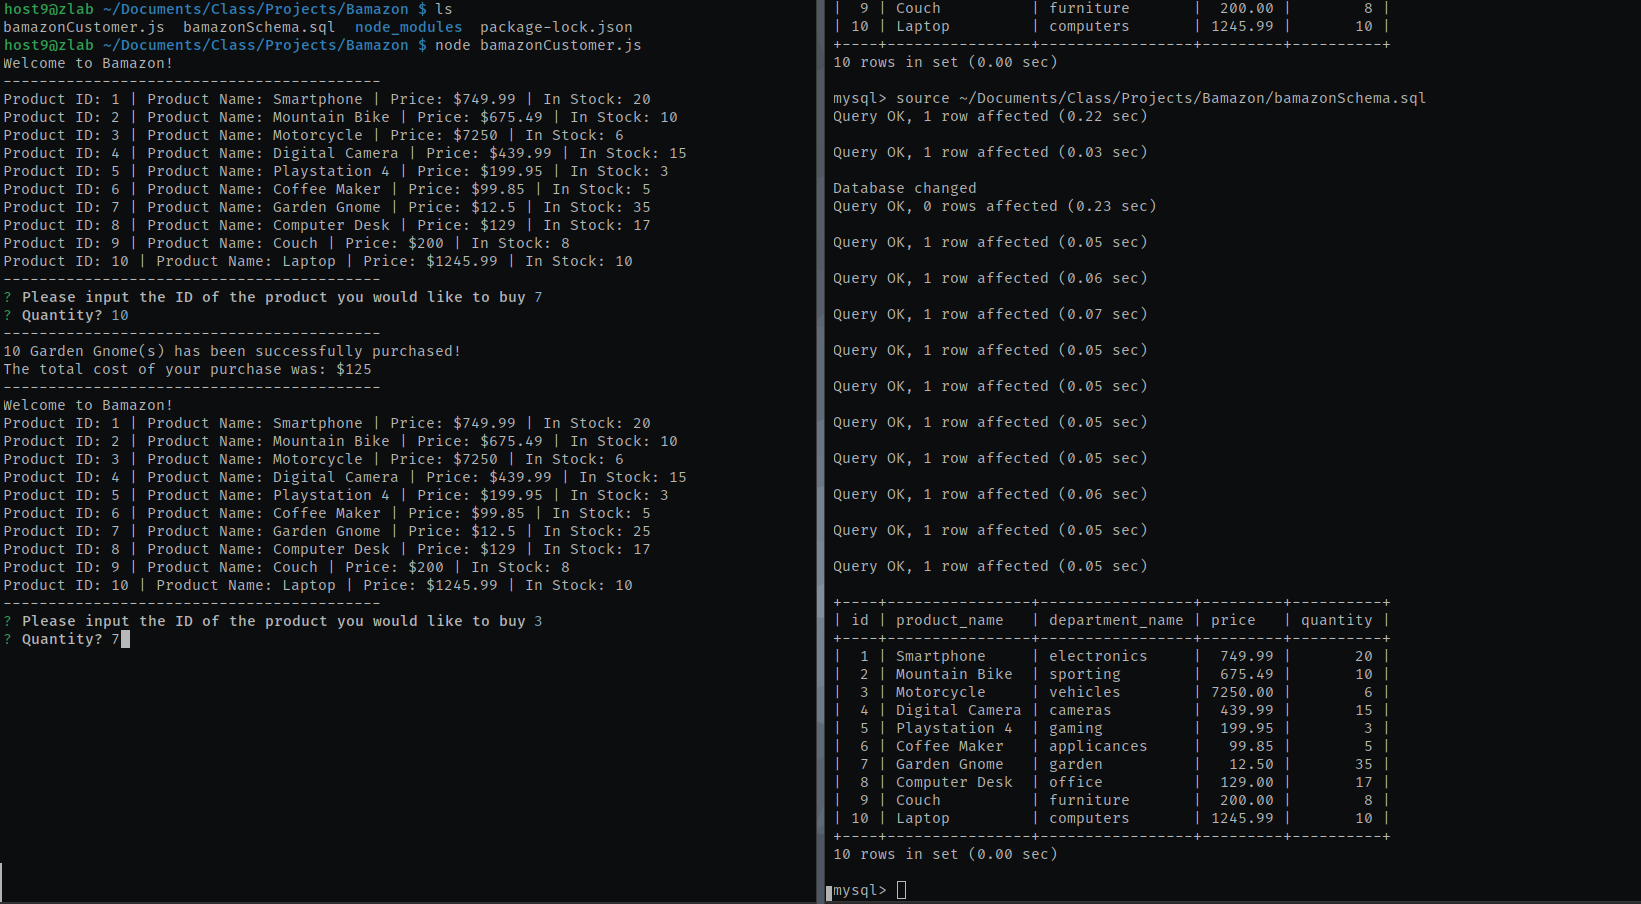 host9@zlab ~/Documents/Class/Projects/Bamazon $ ls
bamazonCustomer.js  bamazonSchema.sql  node_modules  package-lock.json
host9@zlab ~/Documents/Class/Projects/Bamazon $ node bamazonCustomer.js
Welcome to Bamazon!
------------------------------------------
Product ID: 1 | Product Name: Smartphone | Price: $749.99 | In Stock: 20
Product ID: 2 | Product Name: Mountain Bike | Price: $675.49 | In Stock: 10
Product ID: 3 | Product Name: Motorcycle | Price: $7250 | In Stock: 6
Product ID: 4 | Product Name: Digital Camera | Price: $439.99 | In Stock: 15
Product ID: 5 | Product Name: Playstation 4 | Price: $199.95 | In Stock: 3
Product ID: 6 | Product Name: Coffee Maker | Price: $99.85 | In Stock: 5
Product ID: 7 | Product Name: Garden Gnome | Price: $12.5 | In Stock: 35
Product ID: 8 | Product Name: Computer Desk | Price: $129 | In Stock: 17
Product ID: 9 | Product Name: Couch | Price: $200 | In Stock: 8
Product ID: 10 | Product Name: Laptop | Price: $1245.99 | In Stock: 10
------------------------------------------
? Please input the ID of the product you would like to buy 7
? Quantity? 10
------------------------------------------
10 Garden Gnome(s) has been successfully purchased!
The total cost of your purchase was: $125
------------------------------------------
Welcome to Bamazon!
Product ID: 1 | Product Name: Smartphone | Price: $749.99 | In Stock: 20
Product ID: 2 | Product Name: Mountain Bike | Price: $675.49 | In Stock: 10
Product ID: 3 | Product Name: Motorcycle | Price: $7250 | In Stock: 6
Product ID: 4 | Product Name: Digital Camera | Price: $439.99 | In Stock: 15
Product ID: 5 | Product Name: Playstation 4 | Price: $199.95 | In Stock: 3
Product ID: 6 | Product Name: Coffee Maker | Price: $99.85 | In Stock: 5
Product ID: 7 | Product Name: Garden Gnome | Price: $12.5 | In Stock: 25
Product ID: 8 | Product Name: Computer Desk | Price: $129 | In Stock: 17
Product ID: 9 | Product Name: Couch | Price: $200 | In Stock: 8
Product ID: 10 | Product Name: Laptop | Price: $1245.99 | In Stock: 10
------------------------------------------
? Please input the ID of the product you would like to buy 3
? Quantity? 7
|  9 | Couch          | furniture       |  200.00 |        8 |
| 10 | Laptop         | computers       | 1245.99 |       10 |
+----+----------------+-----------------+---------+----------+
10 rows in set (0.00 sec)
mysql> source ~/Documents/Class/Projects/Bamazon/bamazonSchema.sql
Query OK, 1 row affected (0.22 sec)
Query OK, 1 row affected (0.03 sec)
Database changed
Query OK, 0 rows affected (0.23 sec)
Query OK, 1 row affected (0.05 sec)
Query OK, 1 row affected (0.06 sec)
Query OK, 1 row affected (0.07 sec)
Query OK, 1 row affected (0.05 sec)
Query OK, 1 row affected (0.05 sec)
Query OK, 1 row affected (0.05 sec)
Query OK, 1 row affected (0.05 sec)
Query OK, 1 row affected (0.06 sec)
Query OK, 1 row affected (0.05 sec)
Query OK, 1 row affected (0.05 sec)
+----+----------------+-----------------+---------+----------+
| id | product_name   | department_name | price   | quantity |
+----+----------------+-----------------+---------+----------+
|  1 | Smartphone     | electronics     |  749.99 |       20 |
|  2 | Mountain Bike  | sporting        |  675.49 |       10 |
|  3 | Motorcycle     | vehicles        | 7250.00 |        6 |
|  4 | Digital Camera | cameras         |  439.99 |       15 |
|  5 | Playstation 4  | gaming          |  199.95 |        3 |
|  6 | Coffee Maker   | applicances     |   99.85 |        5 |
|  7 | Garden Gnome   | garden          |   12.50 |       35 |
|  8 | Computer Desk  | office          |  129.00 |       17 |
|  9 | Couch          | furniture       |  200.00 |        8 |
| 10 | Laptop         | computers       | 1245.99 |       10 |
+----+----------------+-----------------+---------+----------+
10 rows in set (0.00 sec)
mysql>